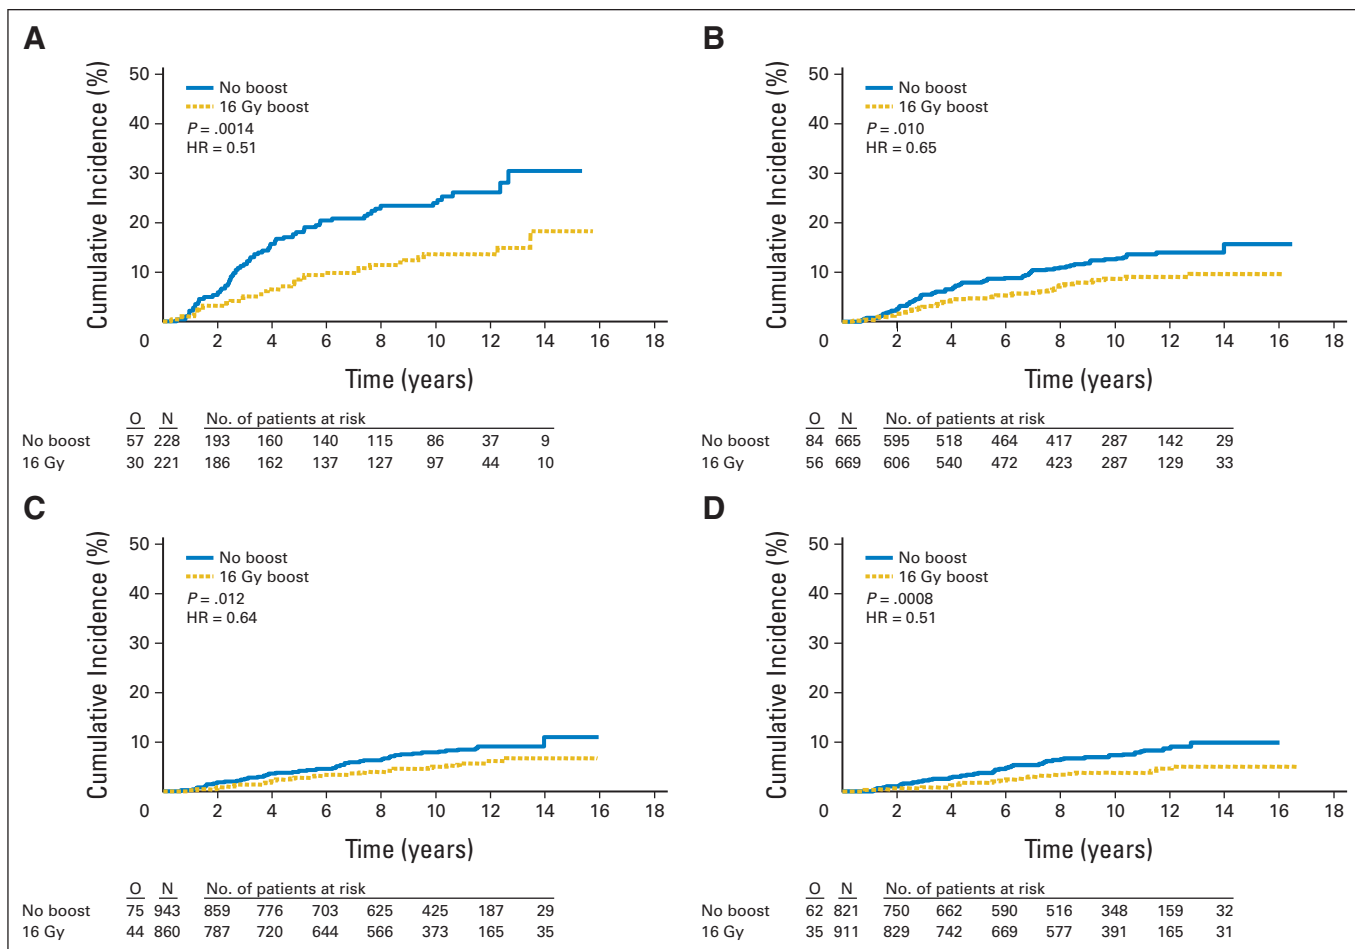 A
Cumulative Incidence (%)
50
40
30
20
10
0
No boost
16 Gy boost
P = .0014
HR = 0.51
2 4 6 8 10 12 14 16 18
Time (years)
O N No. of patients at risk
No boost 57 228 193 160 140 115 86 37 9
16 Gy 30 221 186 162 137 127 97 44 10
B
Cumulative Incidence (%)
50
40
30
20
10
0
No boost
16 Gy boost
P = .010
HR = 0.65
2 4 6 8 10 12 14 16 18
Time (years)
O N No. of patients at risk
No boost 84 665 595 518 464 417 287 142 29
16 Gy 56 669 606 540 472 423 287 129 33
C
Cumulative Incidence (%)
50
40
30
20
10
0
No boost
16 Gy boost
P = .012
HR = 0.64
2 4 6 8 10 12 14 16 18
Time (years)
O N No. of patients at risk
No boost 75 943 859 776 703 625 425 187 29
16 Gy 44 860 787 720 644 566 373 165 35
D
Cumulative Incidence (%)
50
40
30
20
10
0
No boost
16 Gy boost
P = .0008
HR = 0.51
2 4 6 8 10 12 14 16 18
Time (years)
O N No. of patients at risk
No boost 62 821 750 662 590 516 348 159 32
16 Gy 35 911 829 742 669 577 391 165 31